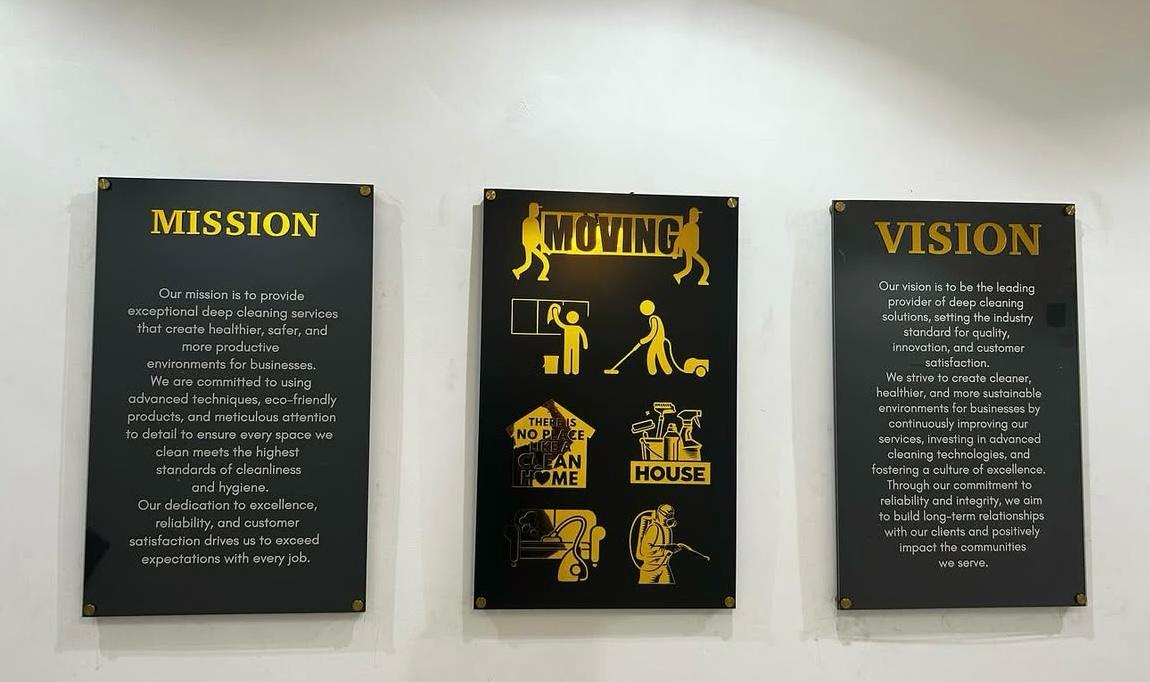 MISSION
Our mission is to provide
exceptional deep cleaning services
that create healthier, safer, and
more productive
environments for businesses.
We are committed to using
advanced techniques, eco-friendly
products, and meticulous attention
to detail to ensure every space we
clean meets the highest
standards of cleanliness
and hygiene.
Our dedication to excellence,
reliability, and customer
satisfaction drives us to exceed
expectations with every job.
MOVING
THERE IS
NO PLACE
LIKE A
CLEAN
HOME
HOUSE
VISION
Our vision is to be the leading
provider of deep cleaning
solutions, setting the industry
standard for quality,
innovation, and customer
satisfaction.
We strive to create cleaner,
healthier, and more sustainable
environments for businesses by
continuously improving our
services, investing in advanced
cleaning technologies, and
fostering a culture of excellence.
Through our commitment to
reliability and integrity, we aim
to build long-term relationships
with our clients and positively
impact the communities
we serve.